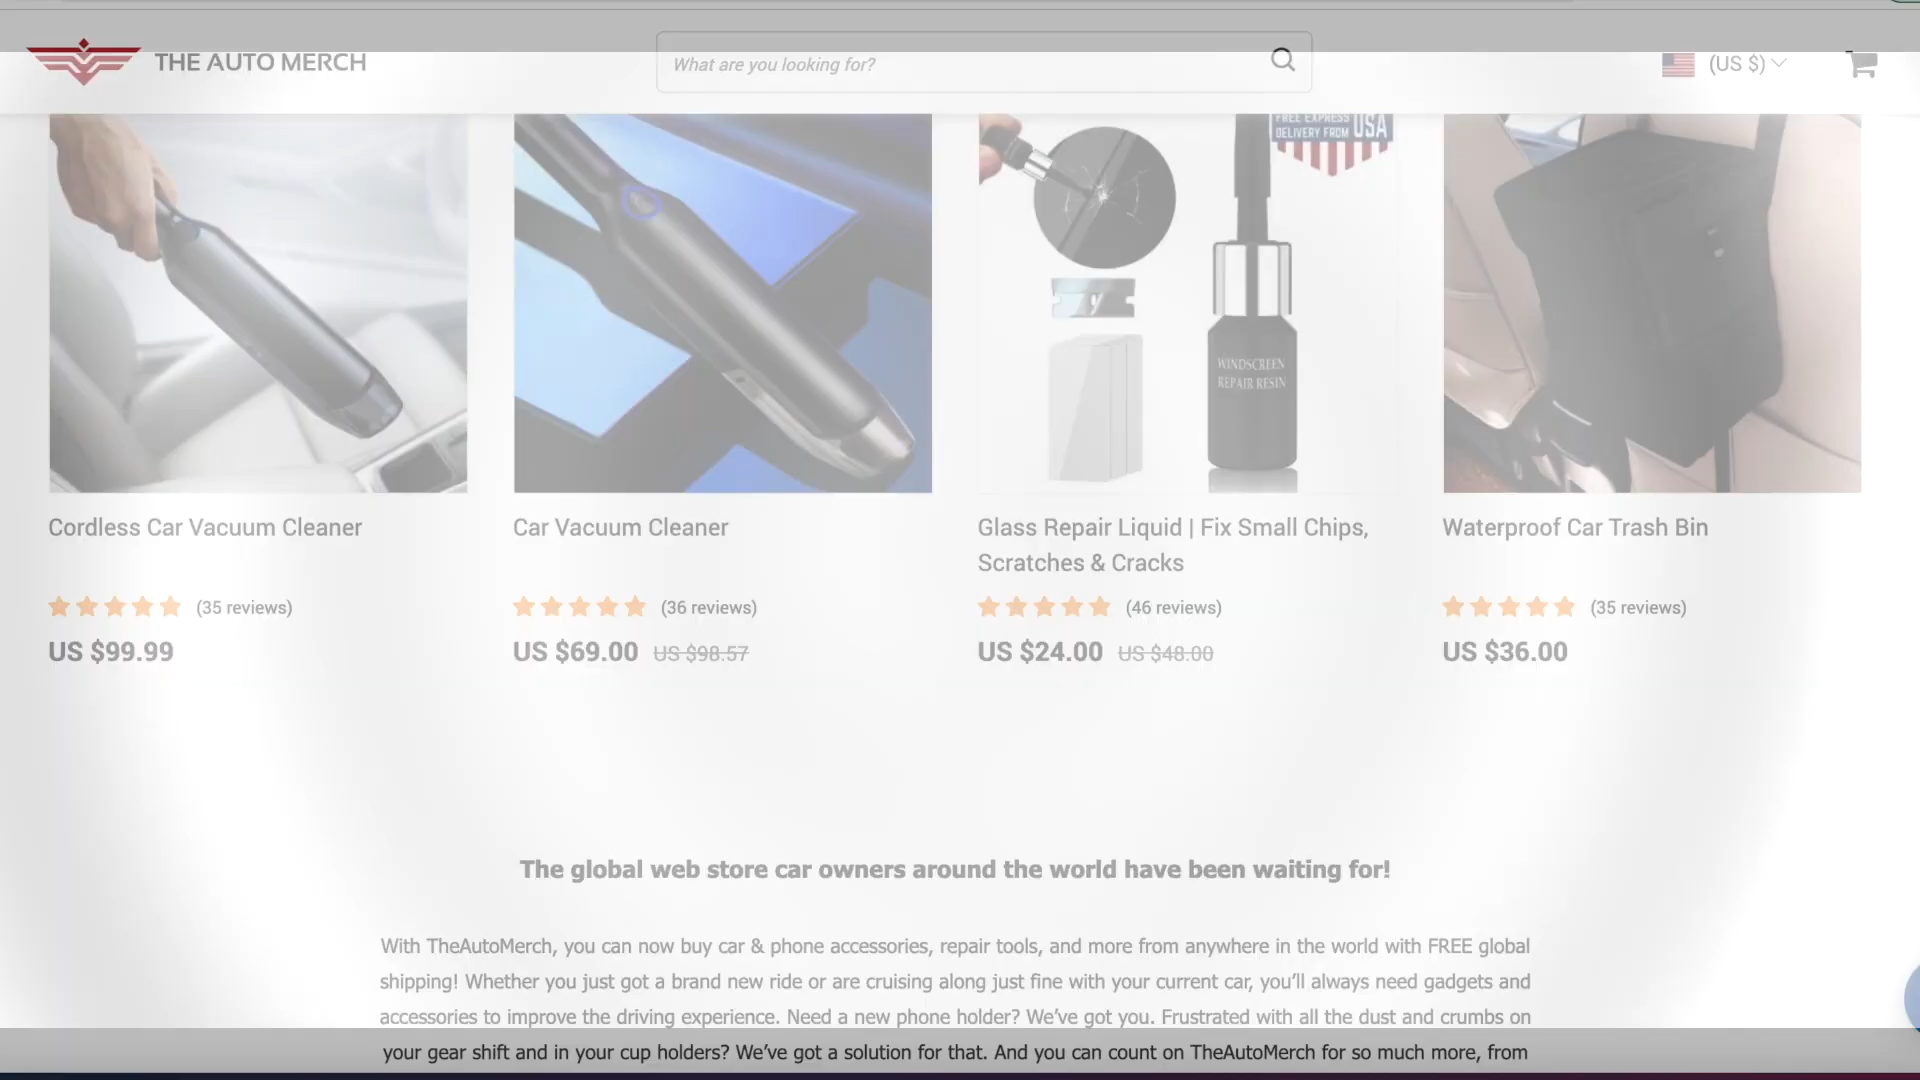 THE AUTO MERCH
What are you looking for?
(US $)
FREE EXPRESS
DELIVERY FROM USA
WINDSCREEN
REPAIR RESIN
Cordless Car Vacuum Cleaner
(35 reviews)
US $99.99
Car Vacuum Cleaner
(36 reviews)
US $69.00 US $98.57
Glass Repair Liquid | Fix Small Chips,
Scratches & Cracks
(46 reviews)
US $24.00 US $48.00
Waterproof Car Trash Bin
(35 reviews)
US $36.00
The global web store car owners around the world have been waiting for!
With TheAutoMerch, you can now buy car & phone accessories, repair tools, and more from anywhere in the world with FREE global
shipping! Whether you just got a brand new ride or are cruising along just fine with your current car, you’ll always need gadgets and
accessories to improve the driving experience. Need a new phone holder? We’ve got you. Frustrated with all the dust and crumbs on
your gear shift and in your cup holders? We’ve got a solution for that. And you can count on TheAutoMerch for so much more, from